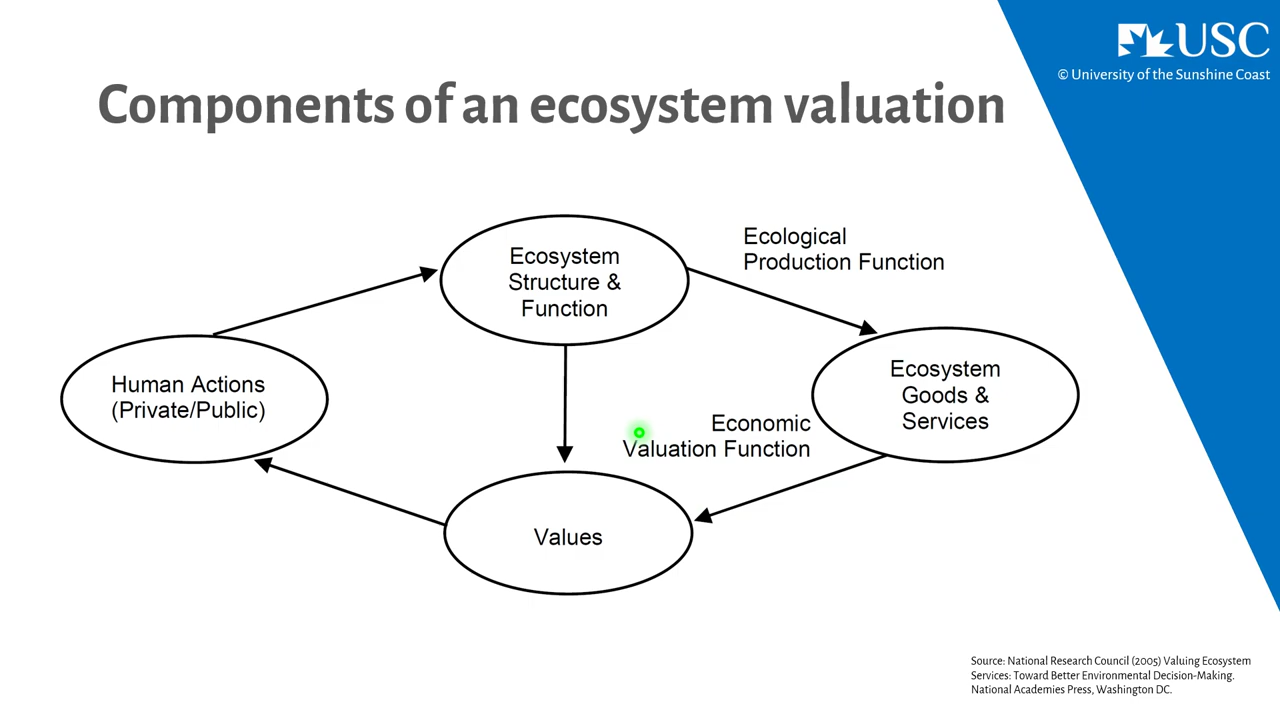 USC
© University of the Sunshine Coast
Components of an ecosystem valuation
Ecosystem
Structure &
Function
Ecological
Production Function
Human Actions
(Private/Public)
Ecosystem
Goods &
Services
Economic
Valuation Function
Values
Source: National Research Council (2005) Valuing Ecosystem
Services: Toward Better Environmental Decision-Making.
National Academies Press, Washington DC.